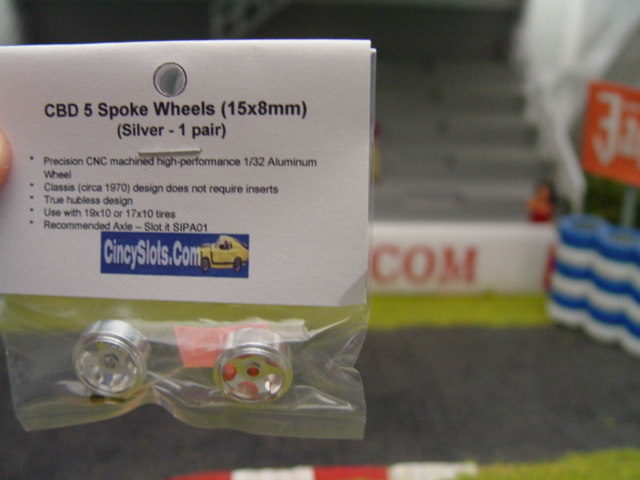 CBD 5 Spoke Wheels (15x8mm)
(Silver - 1 pair)
* Precision CNC machined high-performance 1/32 Aluminum
Wheel
* Classis (circa 1970) design does not require inserts
* True hubless design
* Use with 19x10 or 17x10 tires
* Recommended Axle – Slot.it SIPA01
CincySlots.Com
COM